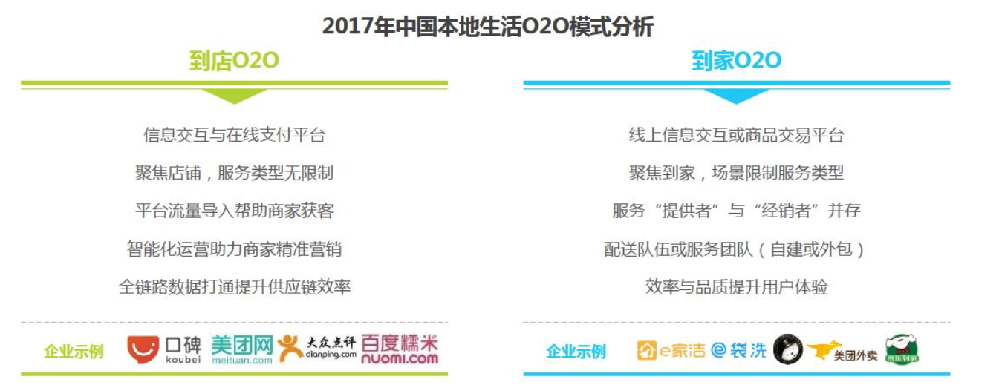 2017年中国本地生活O2O模式分析
到店O2O
信息交互与在线支付平台
聚焦店铺，服务类型无限制
平台流量导入帮助商家获客
智能化运营助力商家精准营销
全链路数据打通提升供应链效率
企业示例
口碑
koubei
美团网
meituan.com
大众点评
dianping.com
百度糯米
nuomi.com
到家O2O
线上信息交互或商品交易平台
聚焦到家，场景限制服务类型
服务“提供者”与“经销者”并存
配送队伍或服务团队（自建或外包）
效率与品质提升用户体验
企业示例
e家洁
e袋洗
美团外卖
京东到家